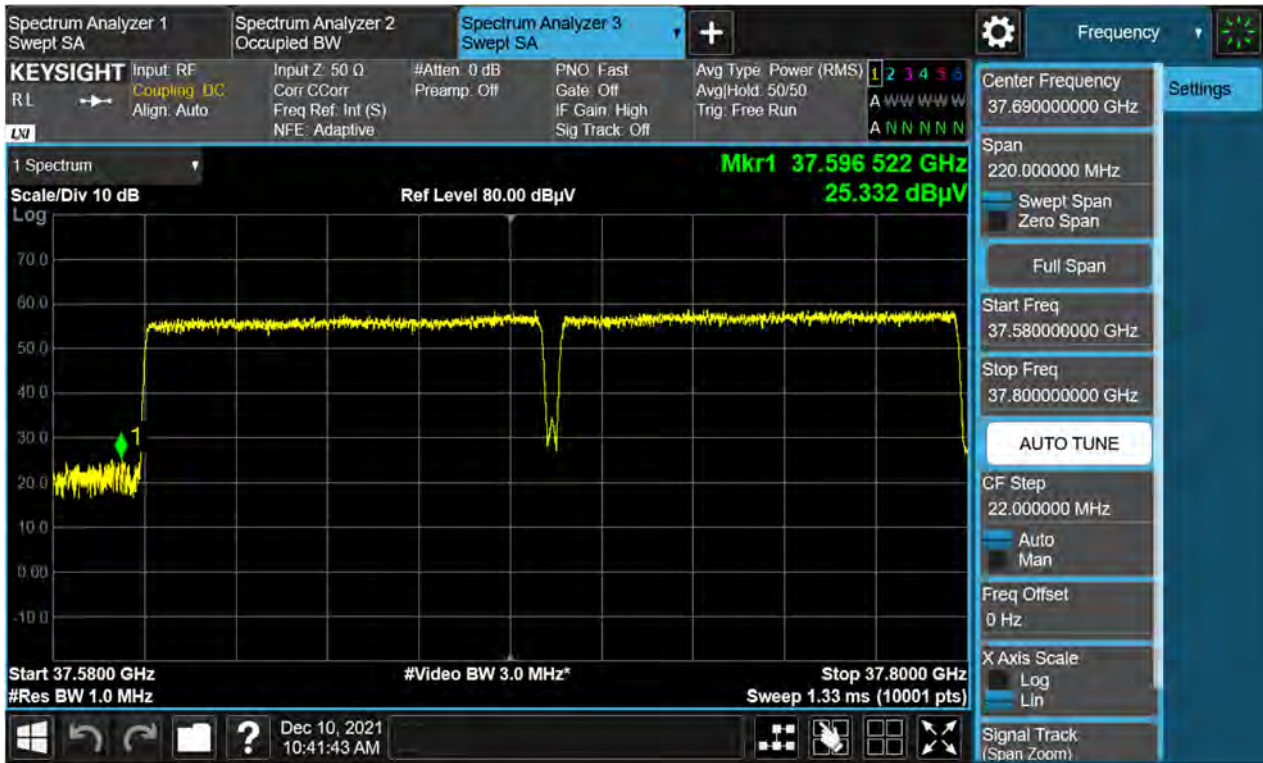 Spectrum Analyzer 1
Swept SA
Spectrum Analyzer 2
Occupied BW
Spectrum Analyzer 3
Swept SA
Frequency
KEYSIGHT
RL
LXI
Input: RF
Coupling: DC
Align: Auto
Input Z: 50 Ω
Corr CCorr
Freq Ref: Int (S)
NFE: Adaptive
#Atten: 0 dB
Preamp: Off
PNO: Fast
Gate: Off
IF Gain: High
Sig Track: Off
Avg Type: Power (RMS)
Avg|Hold: 50/50
Trig: Free Run
1 2 3 4 5 6
A W W W W W
A N N N N N
1 Spectrum
Scale/Div 10 dB
Log
Ref Level 80.00 dBµV
Mkr1 37.596 522 GHz
25.332 dBµV
70.0
60.0
50.0
40.0
30.0
20.0
10.0
0.00
-10.0
1
Start 37.5800 GHz
#Res BW 1.0 MHz
#Video BW 3.0 MHz*
Stop 37.8000 GHz
Sweep 1.33 ms (10001 pts)
Center Frequency
37.690000000 GHz
Span
220.000000 MHz
Swept Span
Zero Span
Full Span
Start Freq
37.580000000 GHz
Stop Freq
37.800000000 GHz
AUTO TUNE
CF Step
22.000000 MHz
Auto
Man
Freq Offset
0 Hz
X Axis Scale
Log
Lin
Signal Track
(Span Zoom)
Settings
?
Dec 10, 2021
10:41:43 AM